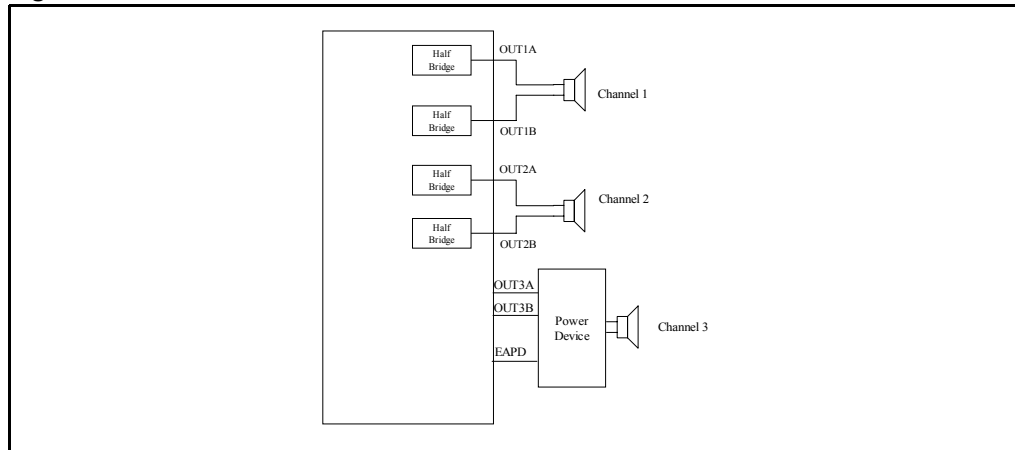 Half
Bridge
OUT1A
Channel 1
Half
Bridge
OUT1B
Half
Bridge
OUT2A
Channel 2
Half
Bridge
OUT2B
OUT3A
OUT3B
Power
Device
Channel 3
EAPD